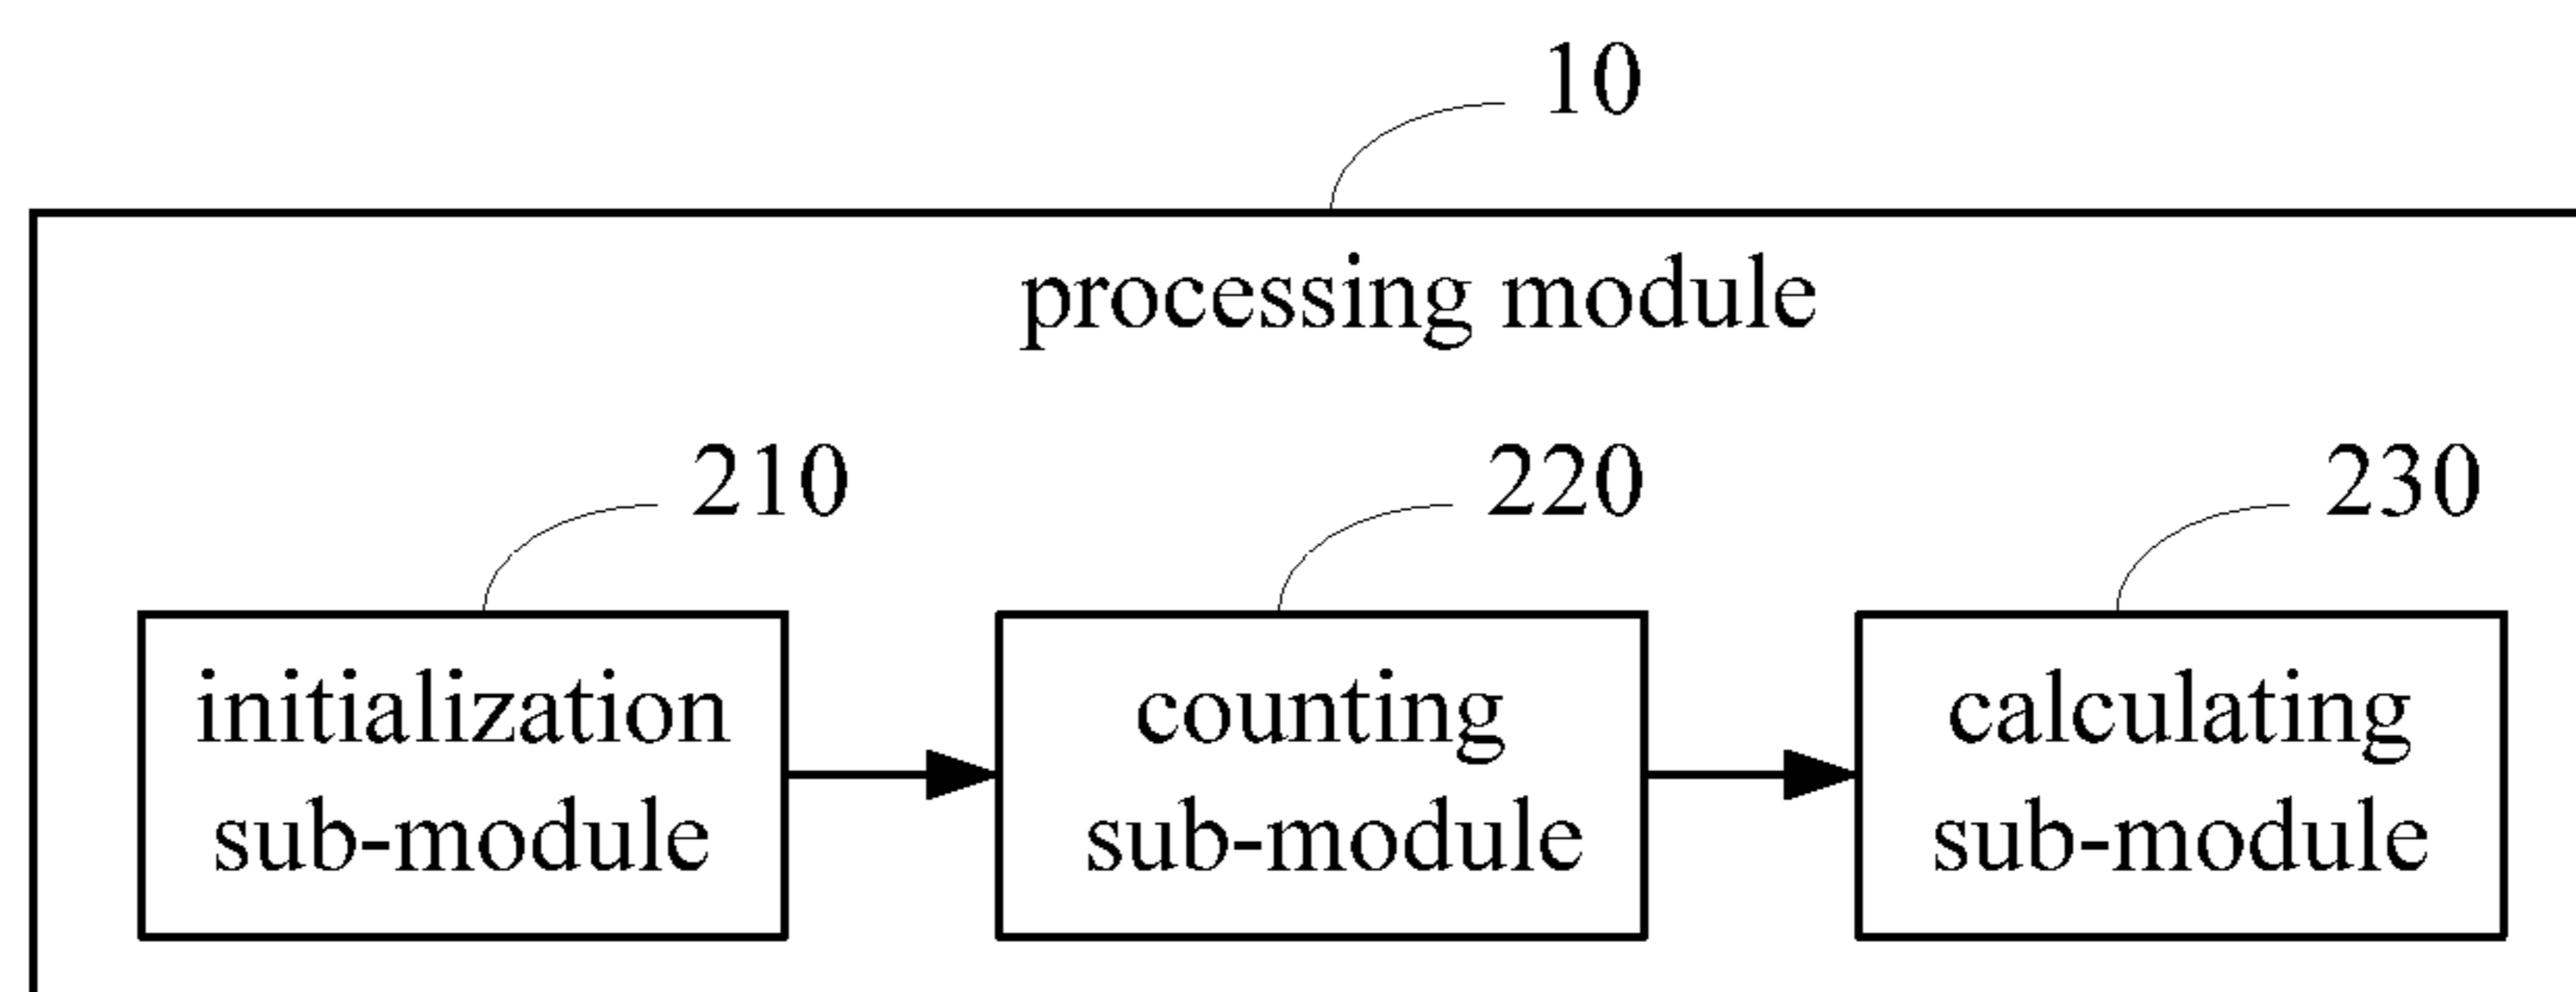 10
processing module
210
220
230
initialization
sub-module
counting
sub-module
calculating
sub-module